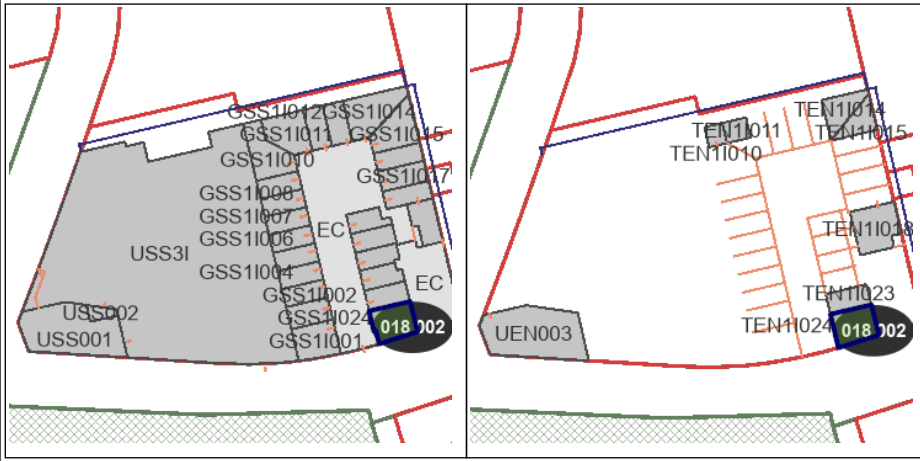 GSS1I012
GSS1I014
GSS1I011
GSS1I015
GSS1I010
GSS1I017
GSS1I008
GSS1I007
GSS1I006
EC
USS3I
GSS1I004
EC
GSS1I002
USS002
GSS1I024
018
002
USS001
GSS1I001
TEN1I014
TEN1I011
TEN1I015
TEN1I010
TEN1I018
TEN1I023
TEN1I024
018
002
UEN003